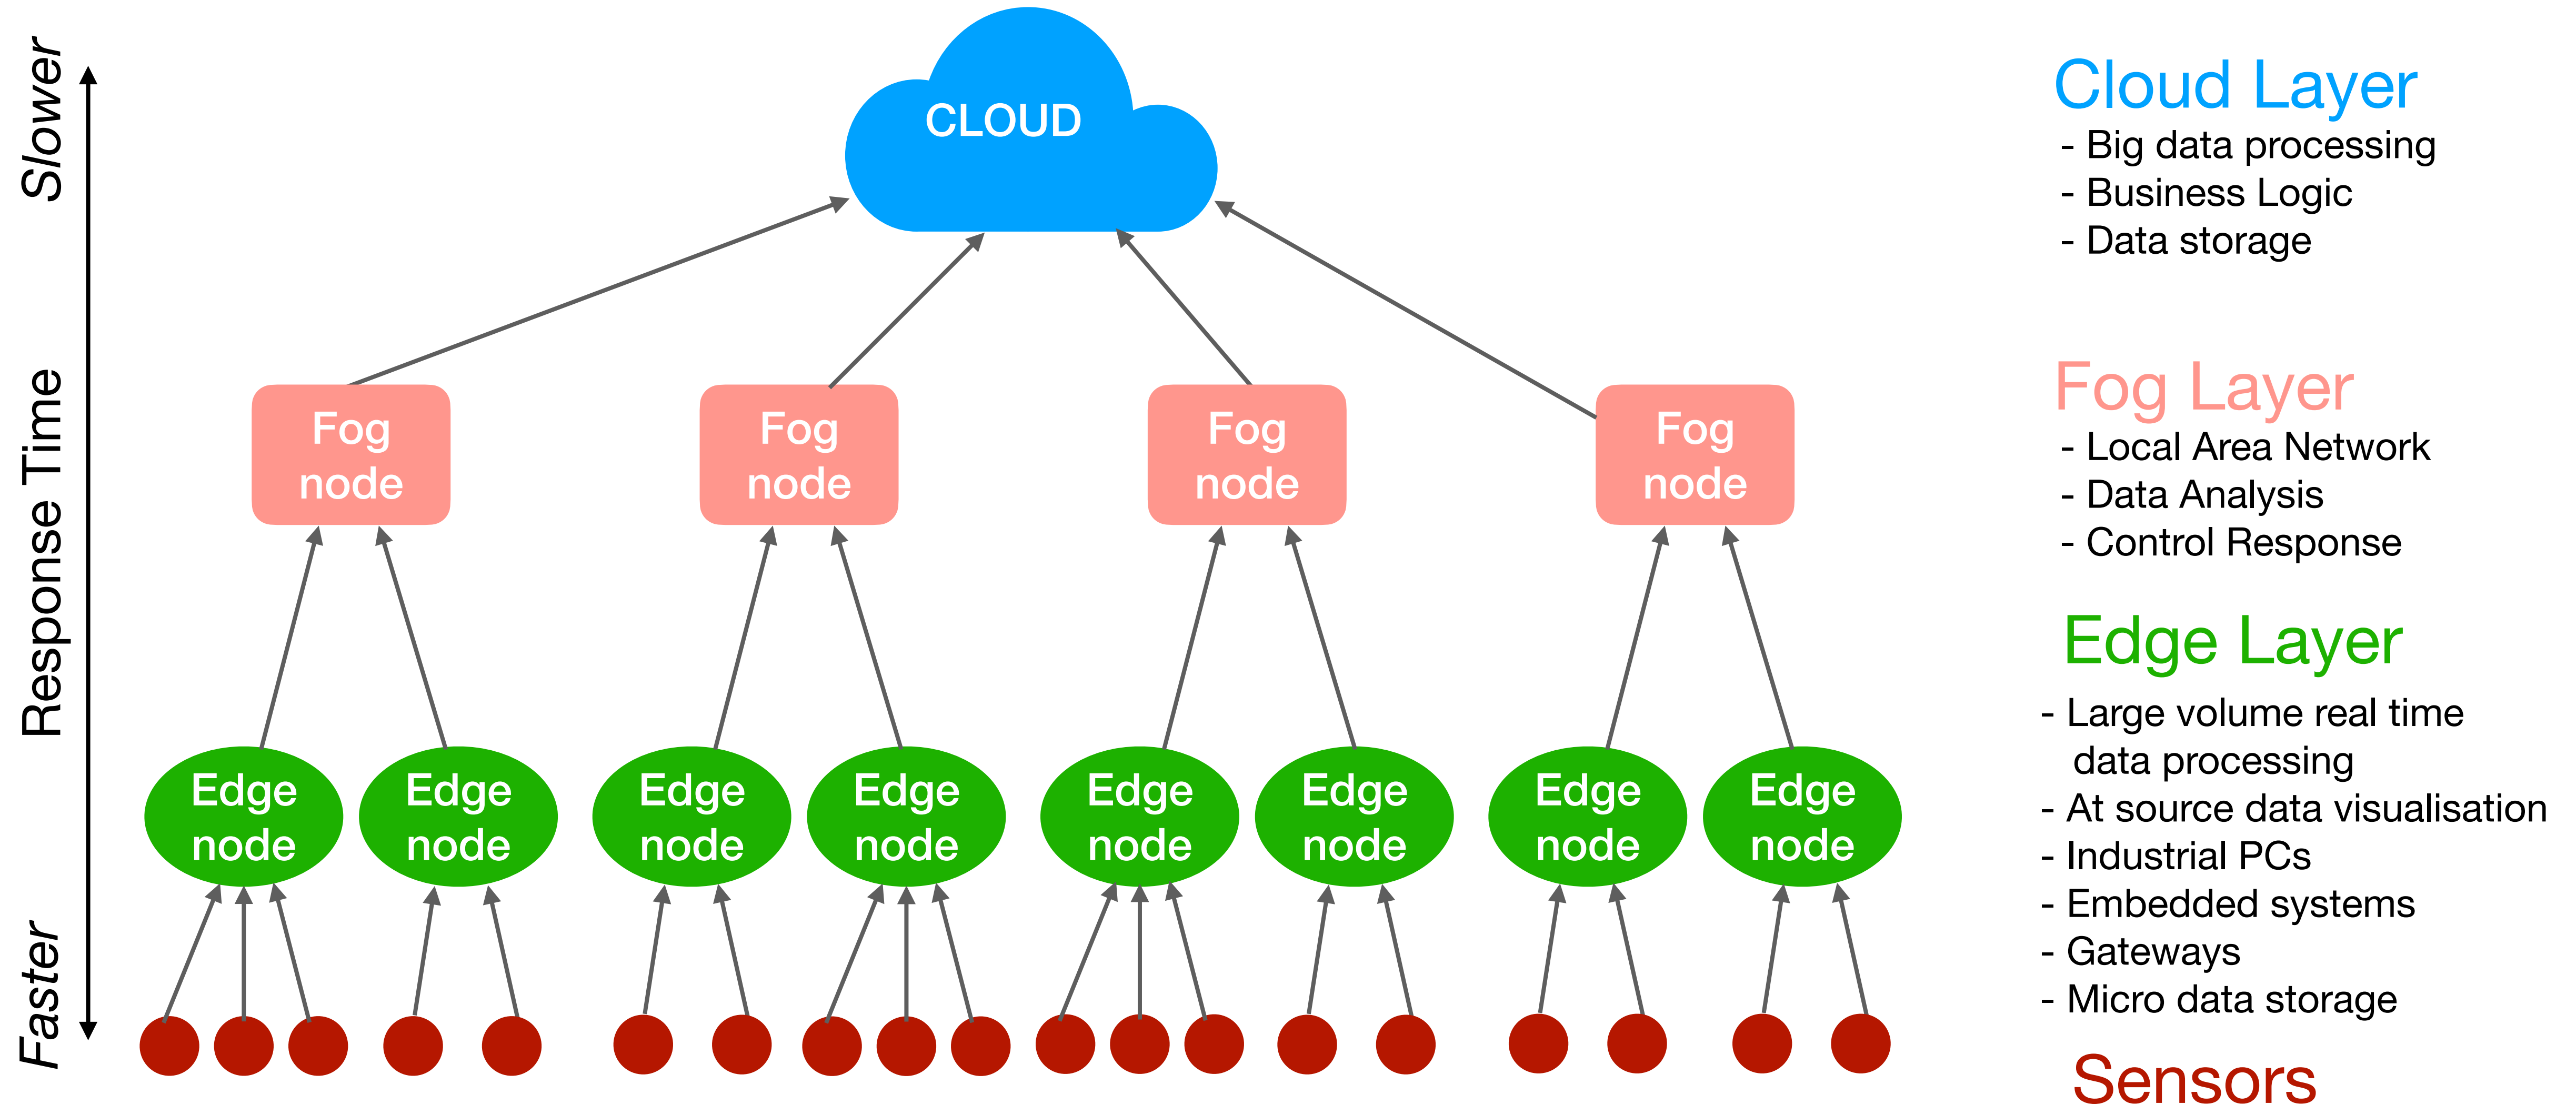 Slower
Response Time
Faster
CLOUD
Fog
node
Fog
node
Fog
node
Fog
node
Edge
node
Edge
node
Edge
node
Edge
node
Edge
node
Edge
node
Edge
node
Edge
node
Cloud Layer
- Big data processing
- Business Logic
- Data storage
Fog Layer
- Local Area Network
- Data Analysis
- Control Response
Edge Layer
- Large volume real time
data processing
- At source data visualisation
- Industrial PCs
- Embedded systems
- Gateways
- Micro data storage
Sensors